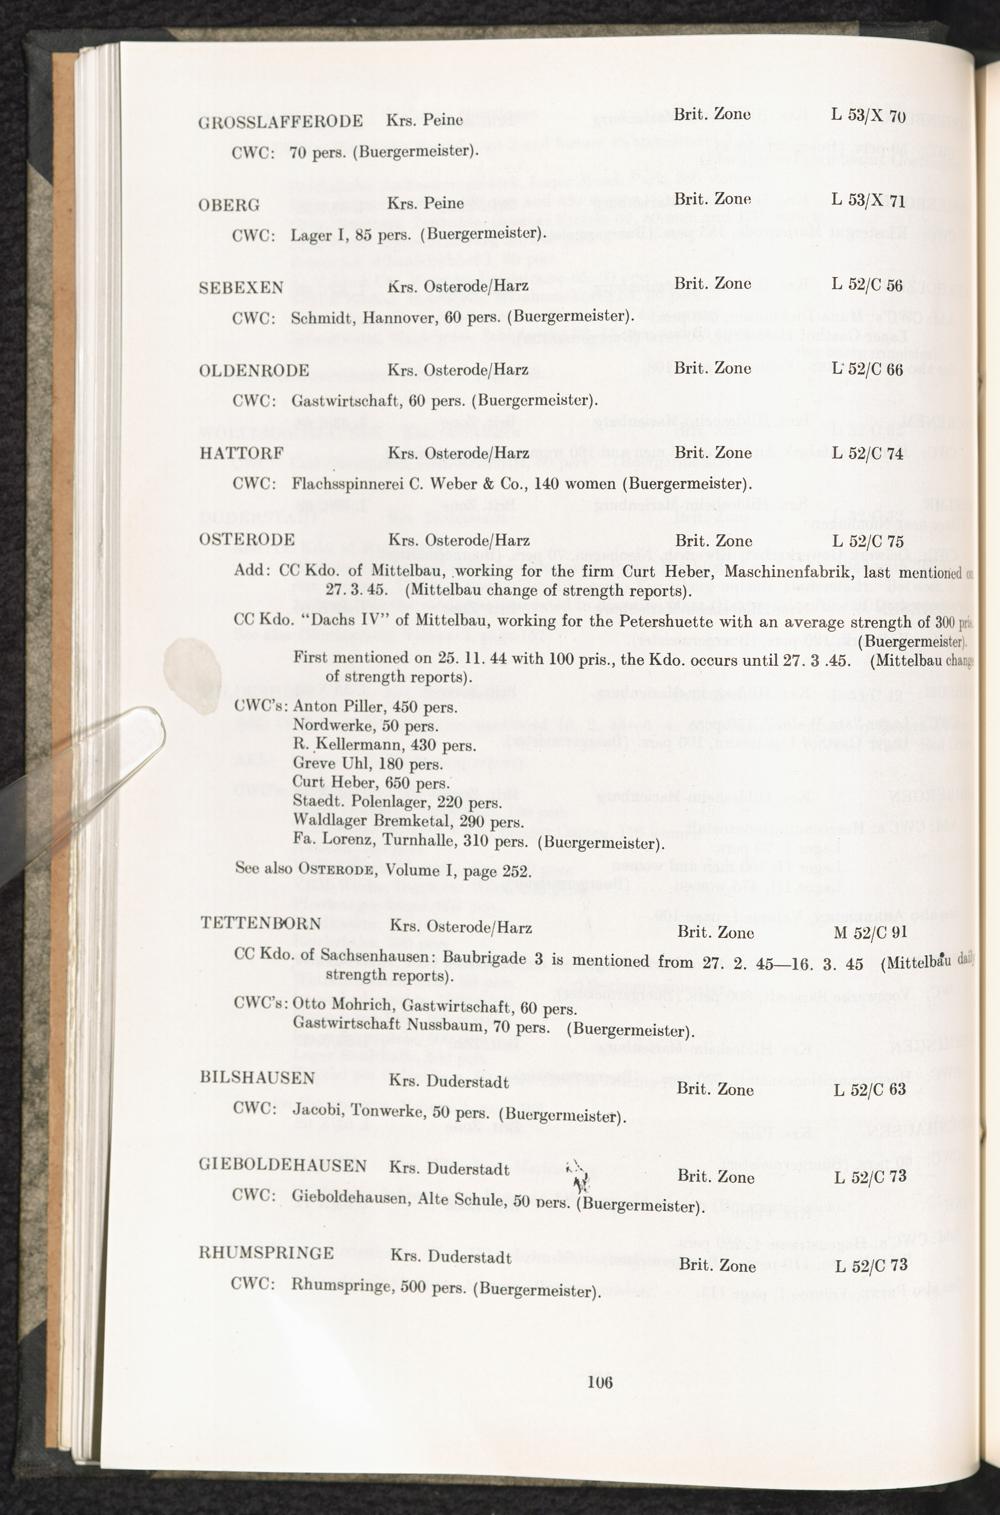 GROSSLAFFERODE Krs. Peine Brit. Zone L 53/X 70
CWC: 70 pers. (Buergermeister).
OBERG Krs. Peine Brit. Zone L 53/X 71
CWC: Lager I, 85 pers. (Buergermeister).
SEBEXEN Krs. Osterode/Harz Brit. Zone L 52/C 56
CWC: Schmidt, Hannover, 60 pers. (Buergermeister).
OLDENRODE Krs. Osterode/Harz Brit. Zone L 52/C 66
CWC: Gastwirtschaft, 60 pers. (Buergermeister).
HATTORF Krs. Osterode/Harz Brit. Zone L 52/C 74
CWC: Flachsspinnerei C. Weber & Co., 140 women (Buergermeister).
OSTERODE Krs. Osterode/Harz Brit. Zone L 52/C 75
Add: CC Kdo. of Mittelbau, working for the firm Curt Heber, Maschinenfabrik, last mentioned on
27. 3. 45. (Mittelbau change of strength reports).
CC Kdo. “Dachs IV” of Mittelbau, working for the Petershuette with an average strength of 300 pris.
(Buergermeister).
First mentioned on 25. 11. 44 with 100 pris., the Kdo. occurs until 27. 3 .45. (Mittelbau change
of strength reports).
CWC's: Anton Piller, 450 pers.
Nordwerke, 50 pers.
R. Kellermann, 430 pers.
Greve Uhl, 180 pers.
Curt Heber, 650 pers.
Staedt. Polenlager, 220 pers.
Waldlager Bremketal, 290 pers.
Fa. Lorenz, Turnhalle, 310 pers. (Buergermeister).
See also OSTERODE, Volume I, page 252.
TETTENBORN Krs. Osterode/Harz Brit. Zone M 52/C 91
CC Kdo. of Sachsenhausen: Baubrigade 3 is mentioned from 27. 2. 45—16. 3. 45 (Mittelbau daily
strength reports).
CWC's: Otto Mohrich, Gastwirtschaft, 60 pers.
Gastwirtschaft Nussbaum, 70 pers. (Buergermeister).
BILSHAUSEN Krs. Duderstadt Brit. Zone L 52/C 63
CWC: Jacobi, Tonwerke, 50 pers. (Buergermeister).
GIEBOLDEHAUSEN Krs. Duderstadt Brit. Zone L 52/C 73
CWC: Gieboldehausen, Alte Schule, 50 pers. (Buergermeister).
RHUMSPRINGE Krs. Duderstadt Brit. Zone L 52/C 73
CWC: Rhumspringe, 500 pers. (Buergermeister).
106